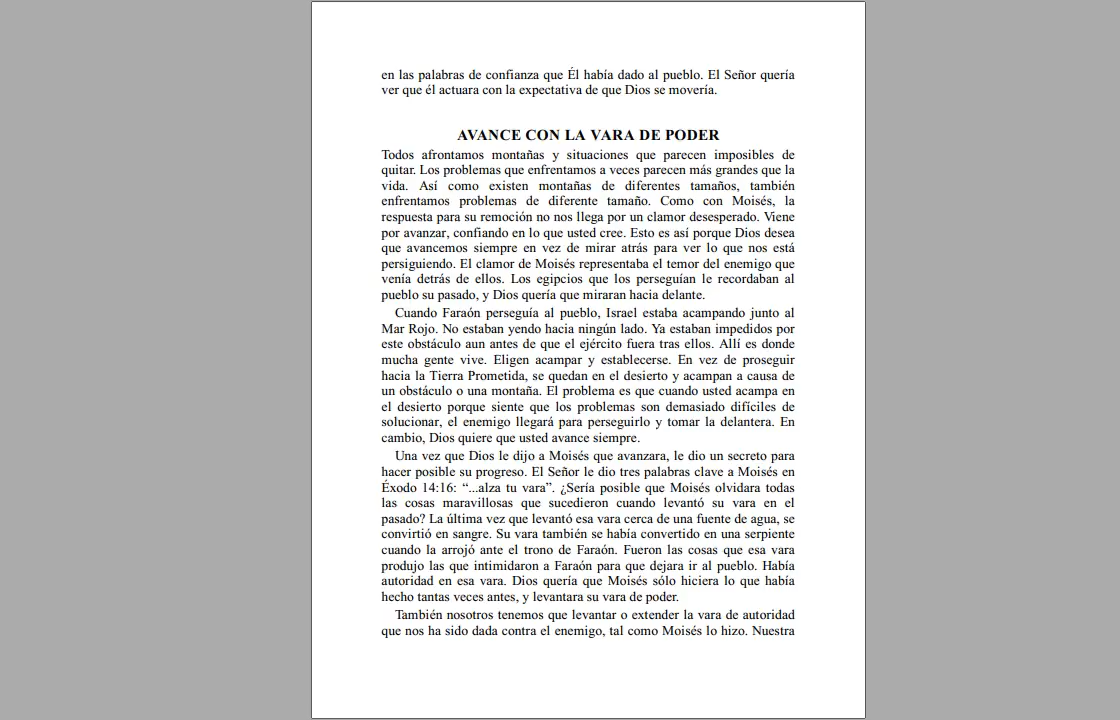 en las palabras de confianza que Él había dado al pueblo. El Señor quería
ver que él actuara con la expectativa de que Dios se movería.
AVANCE CON LA VARA DE PODER
Todos afrontamos montañas y situaciones que parecen imposibles de
quitar. Los problemas que enfrentamos a veces parecen más grandes que la
vida. Así como existen montañas de diferentes tamaños, también
enfrentamos problemas de diferente tamaño. Como con Moisés, la
respuesta para su remoción no nos llega por un clamor desesperado. Viene
por avanzar, confiando en lo que usted cree. Esto es así porque Dios desea
que avancemos siempre en vez de mirar atrás para ver lo que nos está
persiguiendo. El clamor de Moisés representaba el temor del enemigo que
venía detrás de ellos. Los egipcios que los perseguían le recordaban al
pueblo su pasado, y Dios quería que miraran hacia delante.
Cuando Faraón perseguía al pueblo, Israel estaba acampando junto al
Mar Rojo. No estaban yendo hacia ningún lado. Ya estaban impedidos por
este obstáculo aun antes de que el ejército fuera tras ellos. Allí es donde
mucha gente vive. Eligen acampar y establecerse. En vez de proseguir
hacia la Tierra Prometida, se quedan en el desierto y acampan a causa de
un obstáculo o una montaña. El problema es que cuando usted acampa en
el desierto porque siente que los problemas son demasiado difíciles de
solucionar, el enemigo llegará para perseguirlo y tomar la delantera. En
cambio, Dios quiere que usted avance siempre.
Una vez que Dios le dijo a Moisés que avanzara, le dio un secreto para
hacer posible su progreso. El Señor le dio tres palabras clave a Moisés en
Éxodo 14:16: “...alza tu vara”. ¿Sería posible que Moisés olvidara todas
las cosas maravillosas que sucedieron cuando levantó su vara en el
pasado? La última vez que levantó esa vara cerca de una fuente de agua, se
convirtió en sangre. Su vara también se había convertido en una serpiente
cuando la arrojó ante el trono de Faraón. Fueron las cosas que esa vara
produjo las que intimidaron a Faraón para que dejara ir al pueblo. Había
autoridad en esa vara. Dios quería que Moisés sólo hiciera lo que había
hecho tantas veces antes, y levantara su vara de poder.
También nosotros tenemos que levantar o extender la vara de autoridad
que nos ha sido dada contra el enemigo, tal como Moisés lo hizo. Nuestra